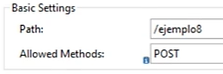 Basic Settings
Path: /ejemplo8
Allowed Methods: POST